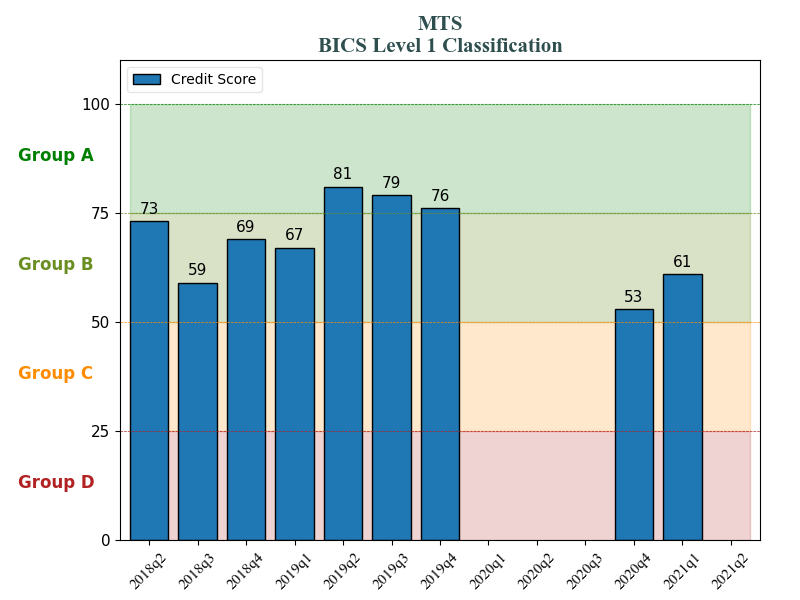 MTS
BICS Level 1 Classification
Credit Score
100
75
50
25
0
Group A
Group B
Group C
Group D
73
59
69
67
81
79
76
53
61
2018q2
2018q3
2018q4
2019q1
2019q2
2019q3
2019q4
2020q1
2020q2
2020q3
2020q4
2021q1
2021q2